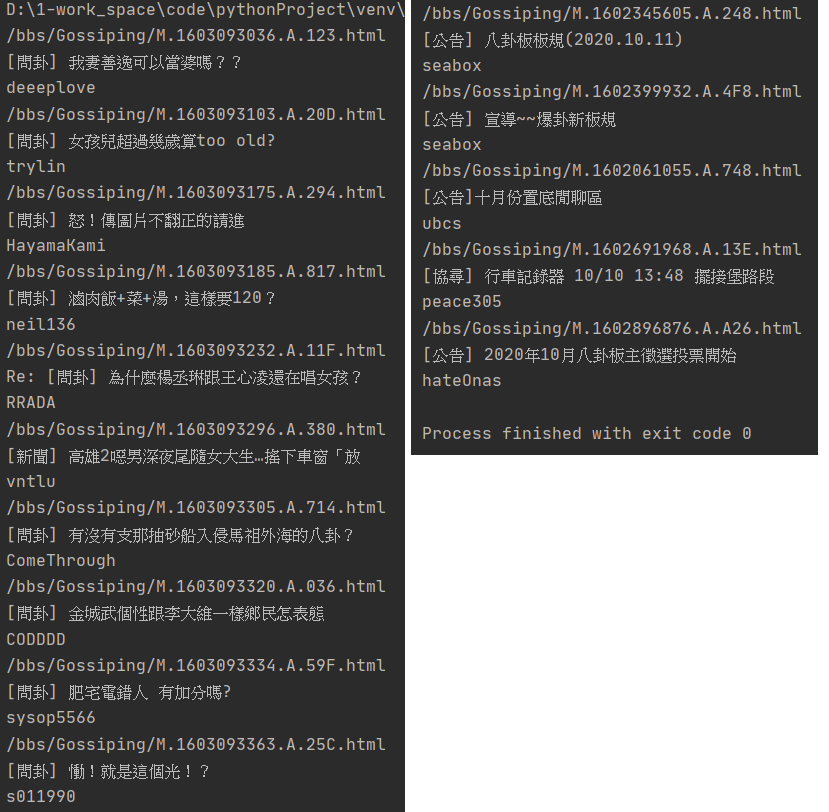 D:\1-work_space\code\pythonProject\venv\
/bbs/Gossiping/M.1603093036.A.123.html
[問卦] 我妻善逸可以當婆嗎？？
deeeplove
/bbs/Gossiping/M.1603093103.A.20D.html
[問卦] 女孩兒超過幾歲算too old?
trylin
/bbs/Gossiping/M.1603093175.A.294.html
[問卦] 怒！傳圖片不翻正的請進
HayamaKami
/bbs/Gossiping/M.1603093185.A.817.html
[問卦] 滷肉飯+菜+湯，這樣要120？
neil136
/bbs/Gossiping/M.1603093232.A.11F.html
Re: [問卦] 為什麼楊丞琳跟王心凌還在唱女孩？
RRADA
/bbs/Gossiping/M.1603093296.A.380.html
[新聞] 高雄2噁男深夜尾隨女大生…搖下車窗「放
vntlu
/bbs/Gossiping/M.1603093305.A.714.html
[問卦] 有沒有支那抽砂船入侵馬祖外海的八卦？
ComeThrough
/bbs/Gossiping/M.1603093320.A.036.html
[問卦] 金城武個性跟李大維一樣鄉民怎表態
CODDDD
/bbs/Gossiping/M.1603093334.A.59F.html
[問卦] 肥宅電錯人 有加分嗎?
sysop5566
/bbs/Gossiping/M.1603093363.A.25C.html
[問卦] 慟！就是這個光！？
s011990
/bbs/Gossiping/M.1602345605.A.248.html
[公告] 八卦板板規(2020.10.11)
seabox
/bbs/Gossiping/M.1602399932.A.4F8.html
[公告] 宣導~~爆卦新板規
seabox
/bbs/Gossiping/M.1602061055.A.748.html
[公告]十月份置底閒聊區
ubcs
/bbs/Gossiping/M.1602691968.A.13E.html
[協尋] 行車記錄器 10/10 13:48 擺接堡路段
peace305
/bbs/Gossiping/M.1602896876.A.A26.html
[公告] 2020年10月八卦板主徵選投票開始
hateOnas
Process finished with exit code 0